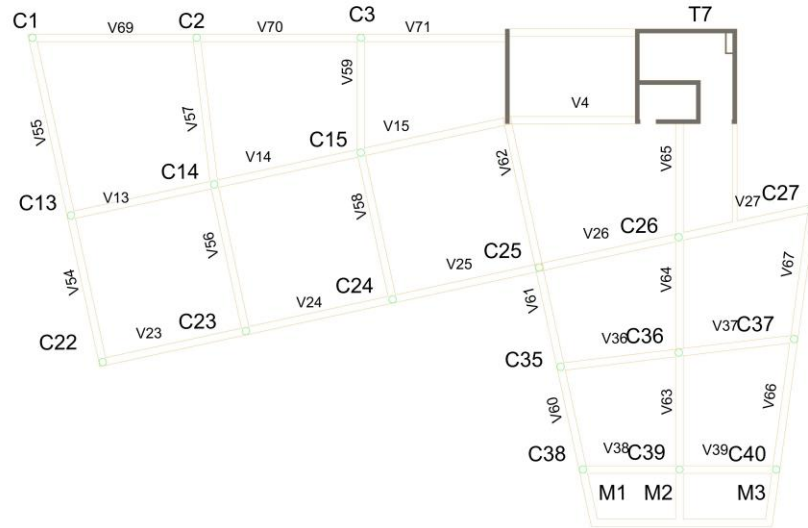 C1 V69 C2 V70 C3 V71 T7
V55 V57 V59 V4
C13 V13 C14 V14 C15 V15 V62 V65
V54 V56 V58 C25 V26 C26 V27 C27
C22 V23 C23 V24 C24 V25 V61 V64 V67
C35 V36 C36 V37 C37
V60 V63 V66
C38 V38 C39 V39 C40
M1 M2 M3